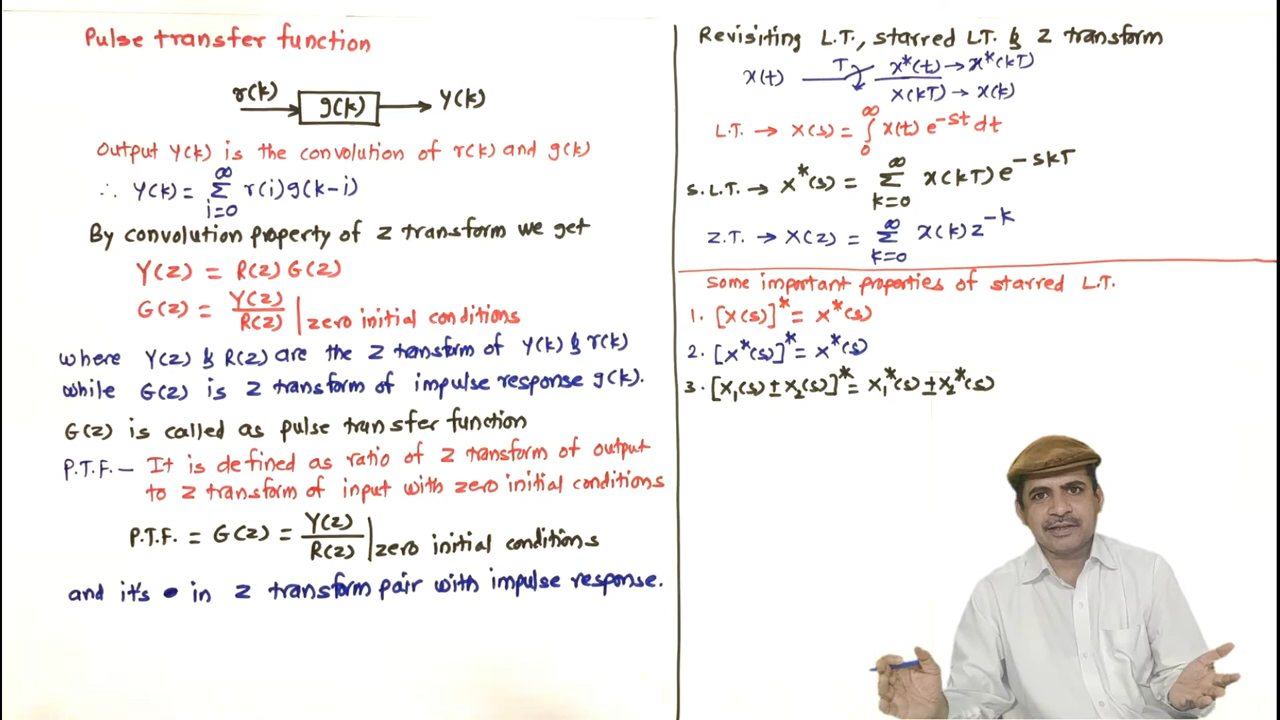 Pulse transfer function
r(k) g(k) y(k)
Output y(k) is the convolution of r(k) and g(k)
∴ y(k) = ∞ Σ i=0 r(i)g(k-i)
By convolution property of z transform we get
Y(z) = R(z) G(z)
G(z) = Y(z)/R(z) | zero initial conditions
where Y(z) & R(z) are the z transform of y(k) & r(k)
while G(z) is z transform of impulse response g(k).
G(z) is called as pulse transfer function
P.T.F. – It is defined as ratio of z transform of output
to z transform of input with zero initial conditions
P.T.F. = G(z) = Y(z)/R(z) | zero initial conditions
and it's in z transform pair with impulse response.
Revisiting L.T., starred L.T. & z transform
x(t) T x*(t) → x*(kT)
x(kT) → x(k)
L.T. → X(s) = ∞ ∫ 0 x(t) e^-st dt
S.L.T. → X*(s) = ∞ Σ k=0 x(kT) e^-skT
Z.T. → X(z) = ∞ Σ k=0 x(k) z^-k
Some important properties of starred L.T.
1. [X(s)]* = X*(s)
2. [X*(s)]* = X*(s)
3. [X₁(s) ± X₂(s)]* = X₁*(s) ± X₂*(s)